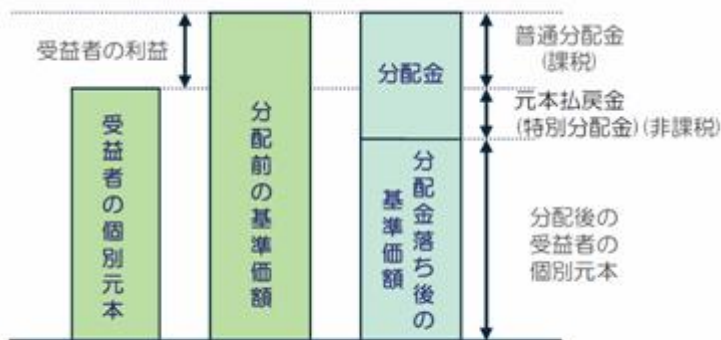 受益者の利益
受益者の個別元本
分配前の基準価額
分配金
分配金落ち後の
基準価額
普通分配金
(課税)
元本払戻金
(特別分配金)(非課税)
分配後の
受益者の
個別元本